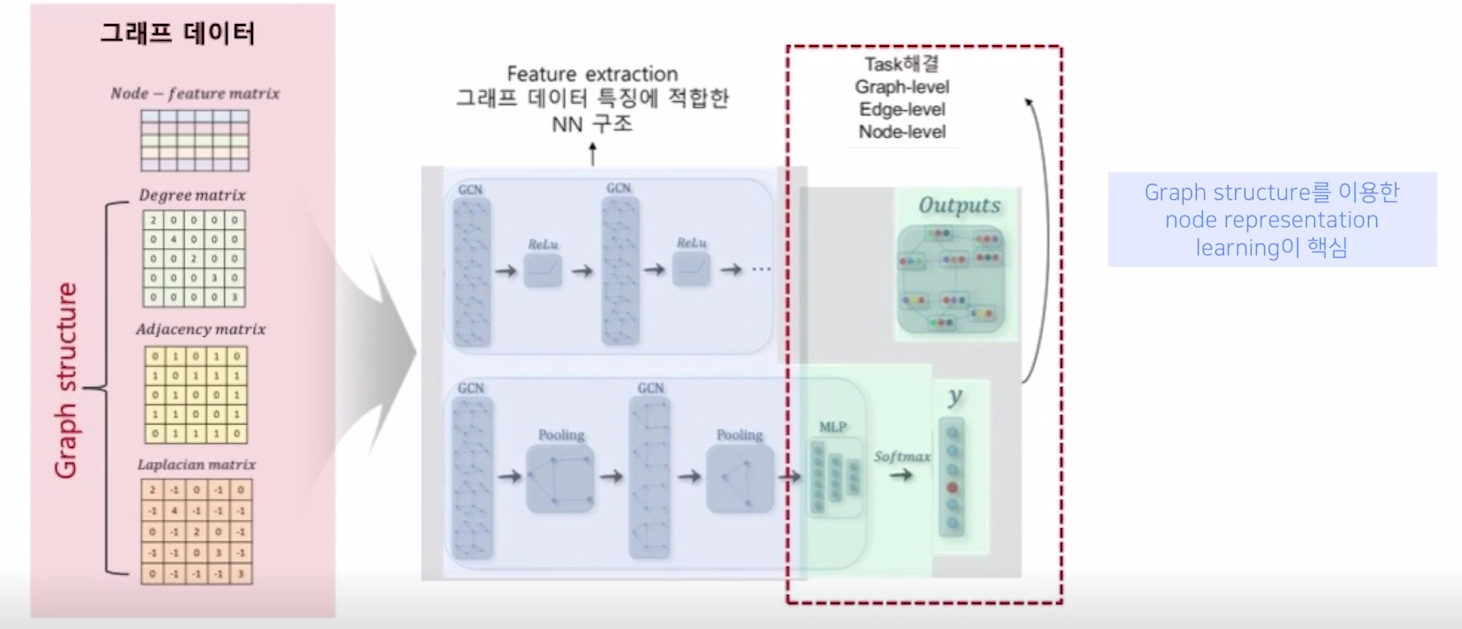 그래프 데이터
Node − feature matrix
Degree matrix
2 0 0 0 0
0 4 0 0 0
0 0 2 0 0
0 0 0 3 0
0 0 0 0 3
Adjacency matrix
0 1 0 1 0
1 0 1 1 1
0 1 0 0 1
1 1 0 0 1
0 1 1 1 0
Laplacian matrix
2 -1 0 -1 0
-1 4 -1 -1 -1
0 -1 2 0 -1
-1 -1 0 3 -1
0 -1 -1 -1 3
Graph structure
Feature extraction
그래프 데이터 특징에 적합한
NN 구조
GCN
ReLu
GCN
ReLu
...
GCN
Pooling
GCN
Pooling
MLP
Softmax
y
Outputs
Task해결
Graph-level
Edge-level
Node-level
Graph structure를 이용한
node representation
learning이 핵심